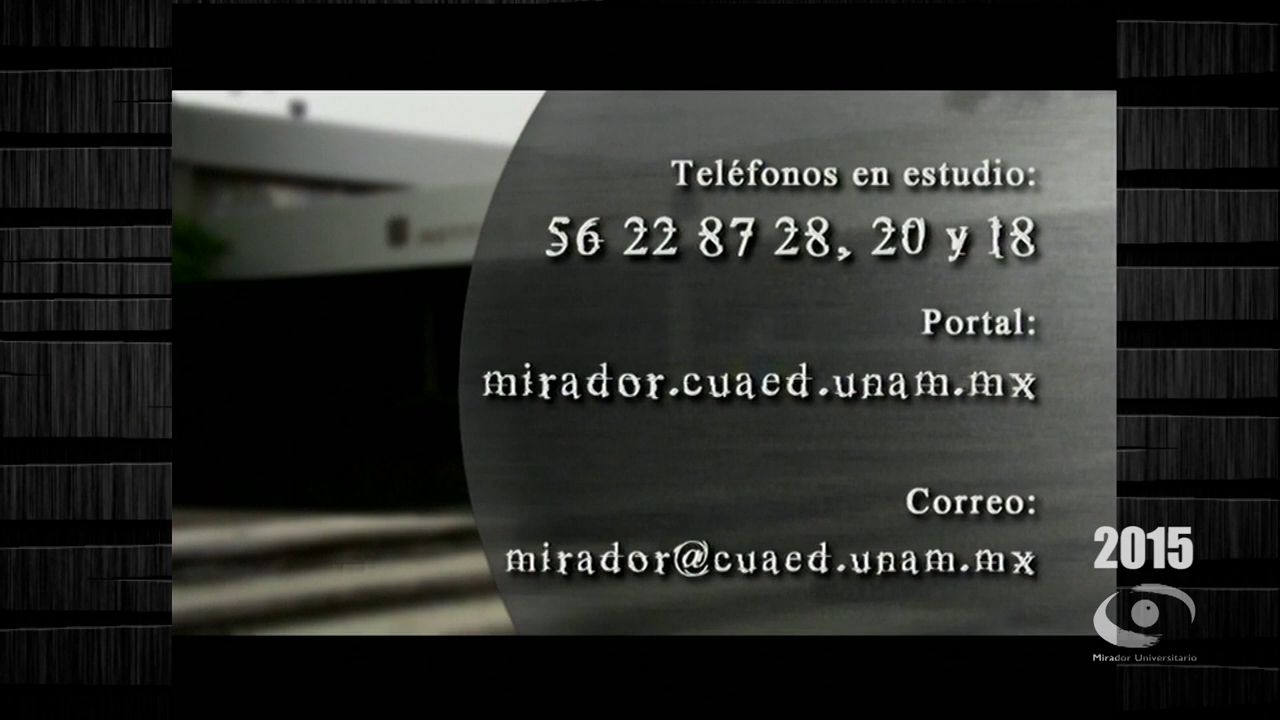 Teléfonos en estudio:
56 22 87 28, 20 y 18
Portal:
mirador.cuaed.unam.mx
Correo:
mirador@cuaed.unam.mx
2015
Mirador Universitario